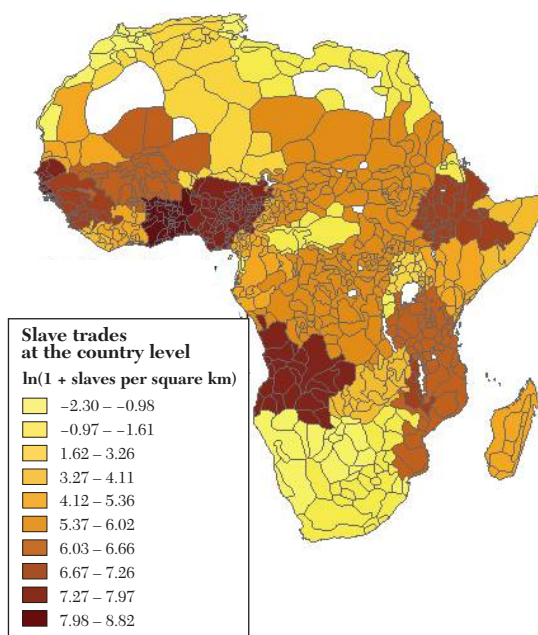 Slave trades
at the country level
ln(1 + slaves per square km)
−2.30 – −0.98
−0.97 – −1.61
1.62 – 3.26
3.27 – 4.11
4.12 – 5.36
5.37 – 6.02
6.03 – 6.66
6.67 – 7.26
7.27 – 7.97
7.98 – 8.82